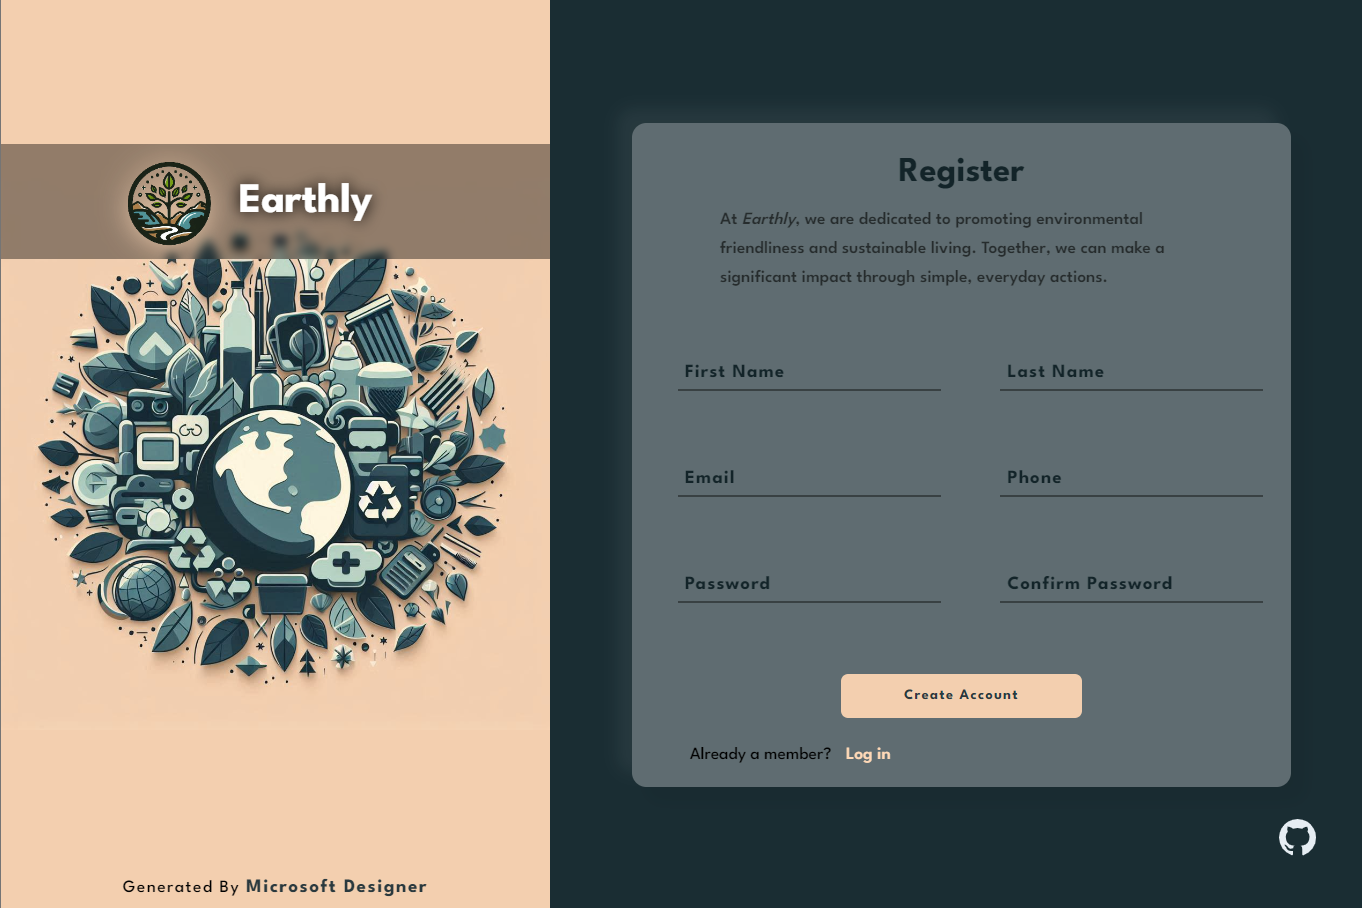 Earthly
Generated By Microsoft Designer
Register
At Earthly, we are dedicated to promoting environmental
friendliness and sustainable living. Together, we can make a
significant impact through simple, everyday actions.
First Name
Last Name
Email
Phone
Password
Confirm Password
Create Account
Already a member? Log in